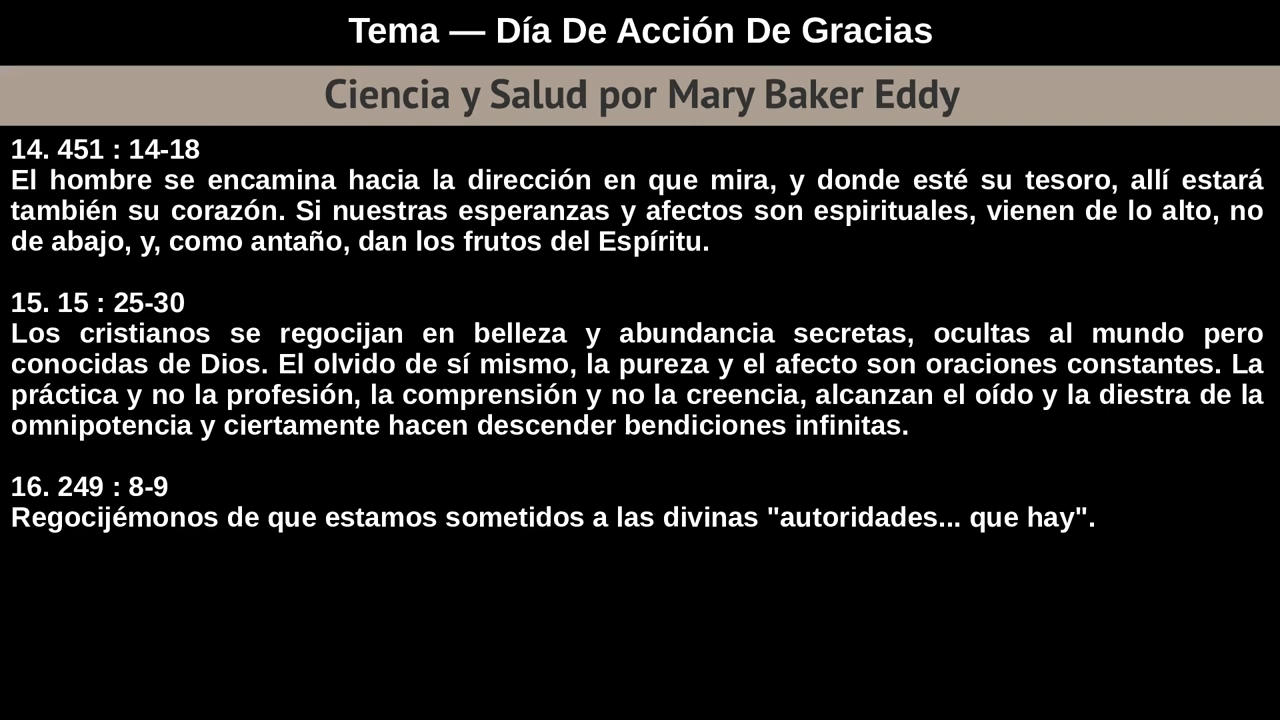 Tema — Día De Acción De Gracias
Ciencia y Salud por Mary Baker Eddy
14. 451 : 14-18
El hombre se encamina hacia la dirección en que mira, y donde esté su tesoro, allí estará
también su corazón. Si nuestras esperanzas y afectos son espirituales, vienen de lo alto, no
de abajo, y, como antaño, dan los frutos del Espíritu.
15. 15 : 25-30
Los cristianos se regocijan en belleza y abundancia secretas, ocultas al mundo pero
conocidas de Dios. El olvido de sí mismo, la pureza y el afecto son oraciones constantes. La
práctica y no la profesión, la comprensión y no la creencia, alcanzan el oído y la diestra de la
omnipotencia y ciertamente hacen descender bendiciones infinitas.
16. 249 : 8-9
Regocijémonos de que estamos sometidos a las divinas "autoridades... que hay".